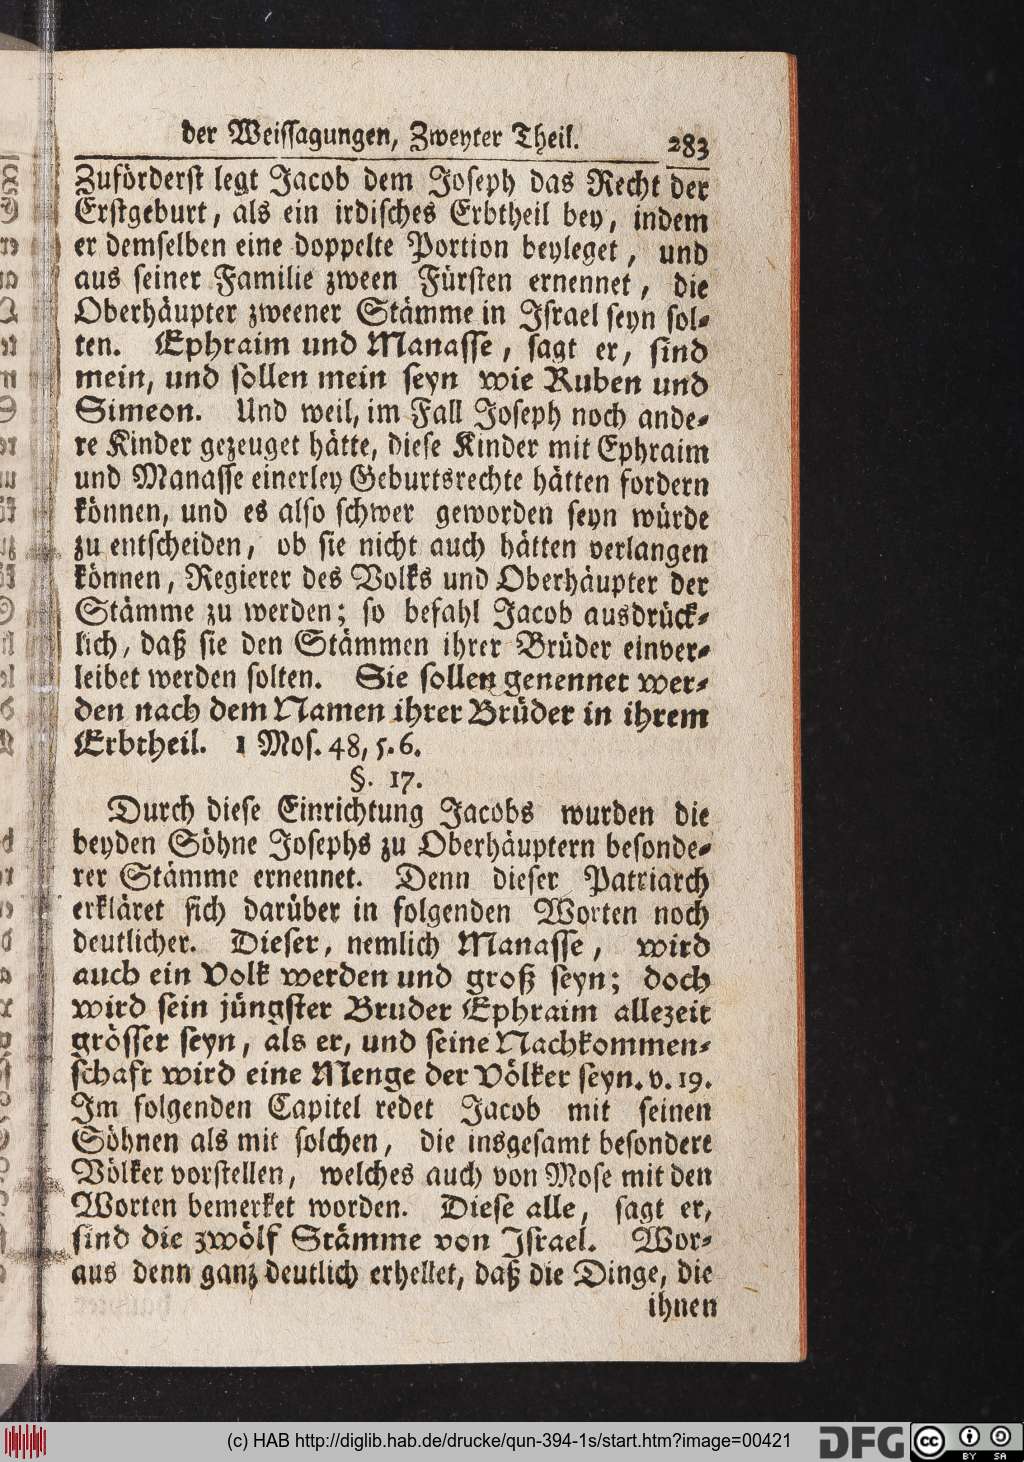 der Weissagungen, Zweyter Theil. 283
Zuförderst legt Jacob dem Joseph das Recht der
Erstgeburt, als ein irdisches Erbtheil bey, indem
er demselben eine doppelte Portion beyleget, und
aus seiner Familie zween Fürsten ernennet, die
Oberhäupter zweener Stämme in Israel seyn sol-
ten. Ephraim und Manasse, sagt er, sind
mein, und sollen mein seyn wie Ruben und
Simeon. Und weil, im Fall Joseph noch ande-
re Kinder gezeuget hätte, diese Kinder mit Ephraim
und Manasse einerley Geburtsrechte hätten fordern
können, und es also schwer geworden seyn würde
zu entscheiden, ob sie nicht auch hätten verlangen
können, Regierer des Volks und Oberhäupter der
Stämme zu werden; so befahl Jacob ausdrück-
lich, daß sie den Stämmen ihrer Brüder einver-
leibet werden solten. Sie sollen genennet wer-
den nach dem Namen ihrer Brüder in ihrem
Erbtheil. 1 Mos. 48, 5. 6.
§. 17.
Durch diese Einrichtung Jacobs wurden die
beyden Söhne Josephs zu Oberhäuptern besonde-
rer Stämme ernennet. Denn dieser Patriarch
erkläret sich darüber in folgenden Worten noch
deutlicher. Dieser, nemlich Manasse, wird
auch ein Volk werden und groß seyn; doch
wird sein jüngster Bruder Ephraim allezeit
grösser seyn, als er, und seine Nachkommen-
schaft wird eine Menge der Völker seyn. v. 19.
Im folgenden Capitel redet Jacob mit seinen
Söhnen als mit solchen, die insgesamt besondere
Völker vorstellen, welches auch von Mose mit den
Worten bemerket worden. Diese alle, sagt er,
sind die zwölf Stämme von Israel. Wor-
aus denn ganz deutlich erhellet, daß die Dinge, die
ihnen
(c) HAB http://diglib.hab.de/drucke/qun-394-1s/start.htm?image=00421
DFG
cc BY SA